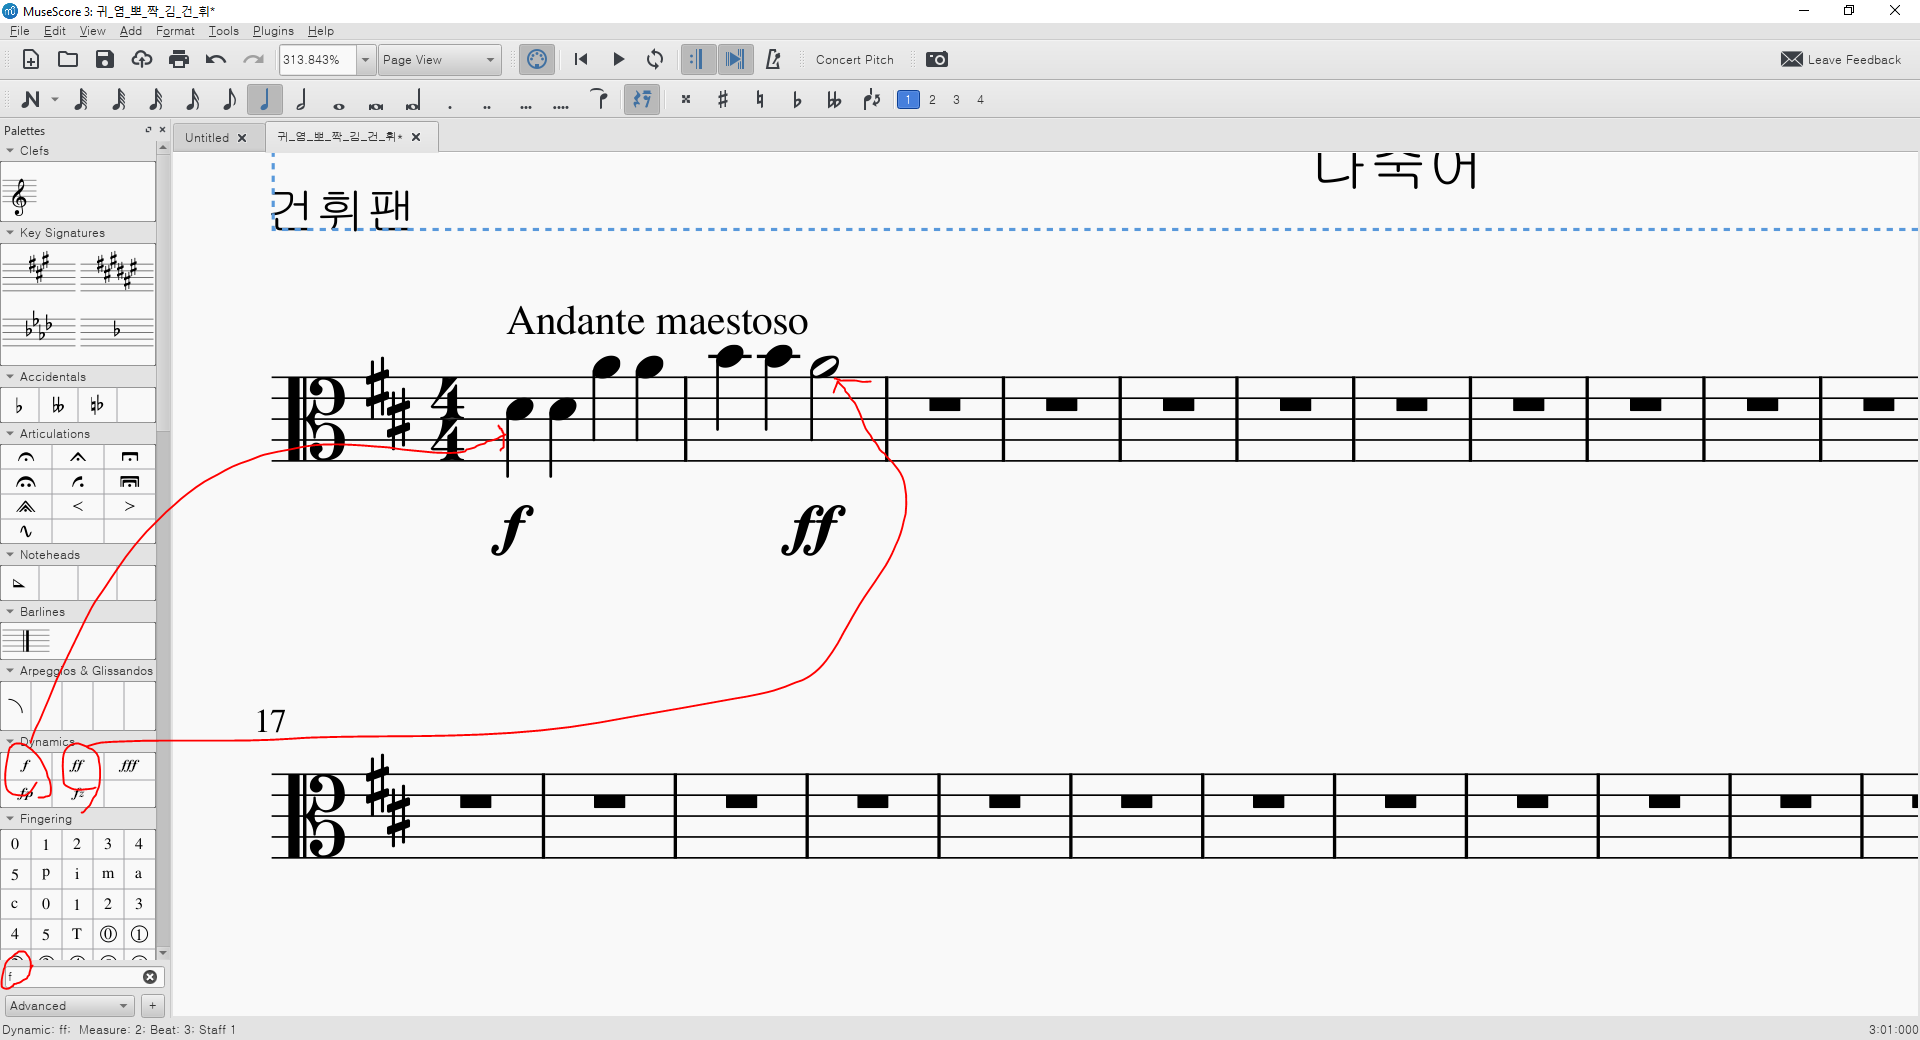 MuseScore 3: 귀_염_뽀_짝_김_건_휘*
File Edit View Add Format Tools Plugins Help
313.843% Page View Concert Pitch Leave Feedback
1 2 3 4
Palettes
Untitled 귀_염_뽀_짝_김_건_휘*
Clefs
Key Signatures
Accidentals
Articulations
Noteheads
Barlines
Arpeggios & Glissandos
Dynamics
f ff fff
fp fz
Fingering
0 1 2 3 4
5 p i m a
c 0 1 2 3
4 5 T 0 1
f
Advanced +
나죽어
건휘팬
Andante maestoso
4
4
f ff
17
Dynamic: ff; Measure: 2; Beat: 3; Staff 1 3:01:000